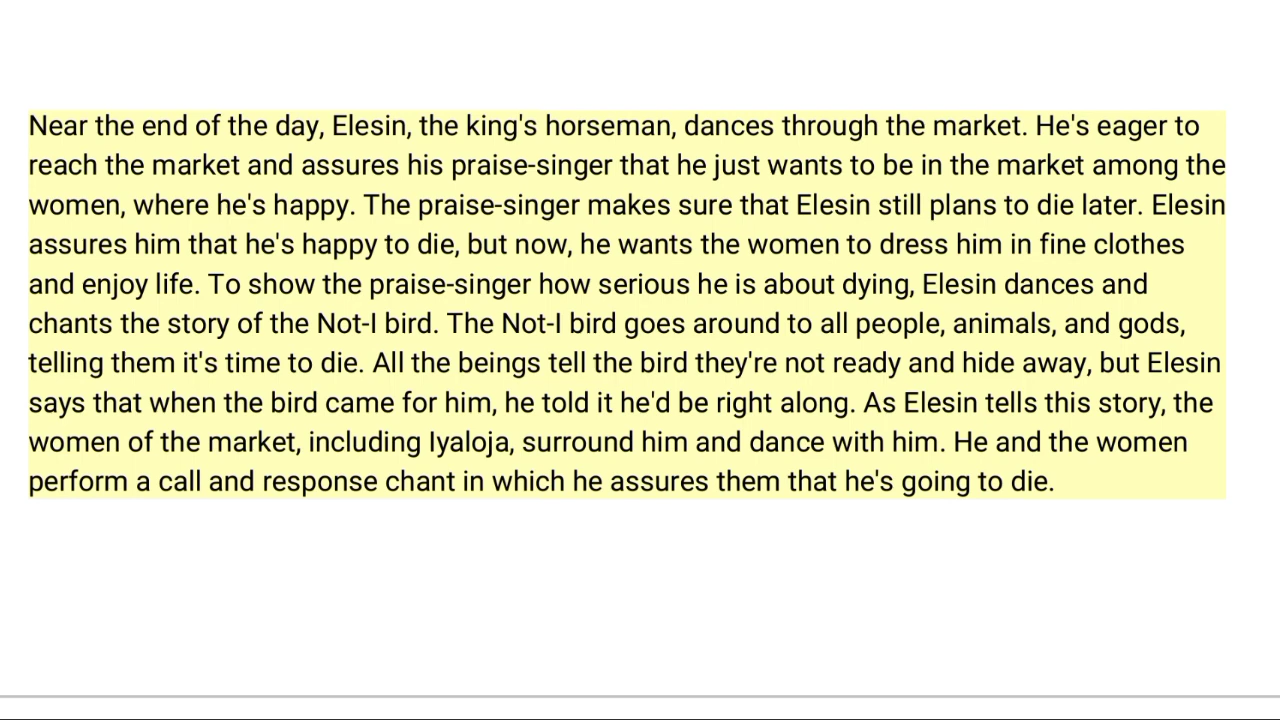 Near the end of the day, Elesin, the king's horseman, dances through the market. He's eager to
reach the market and assures his praise-singer that he just wants to be in the market among the
women, where he's happy. The praise-singer makes sure that Elesin still plans to die later. Elesin
assures him that he's happy to die, but now, he wants the women to dress him in fine clothes
and enjoy life. To show the praise-singer how serious he is about dying, Elesin dances and
chants the story of the Not-I bird. The Not-I bird goes around to all people, animals, and gods,
telling them it's time to die. All the beings tell the bird they're not ready and hide away, but Elesin
says that when the bird came for him, he told it he'd be right along. As Elesin tells this story, the
women of the market, including Iyaloja, surround him and dance with him. He and the women
perform a call and response chant in which he assures them that he's going to die.